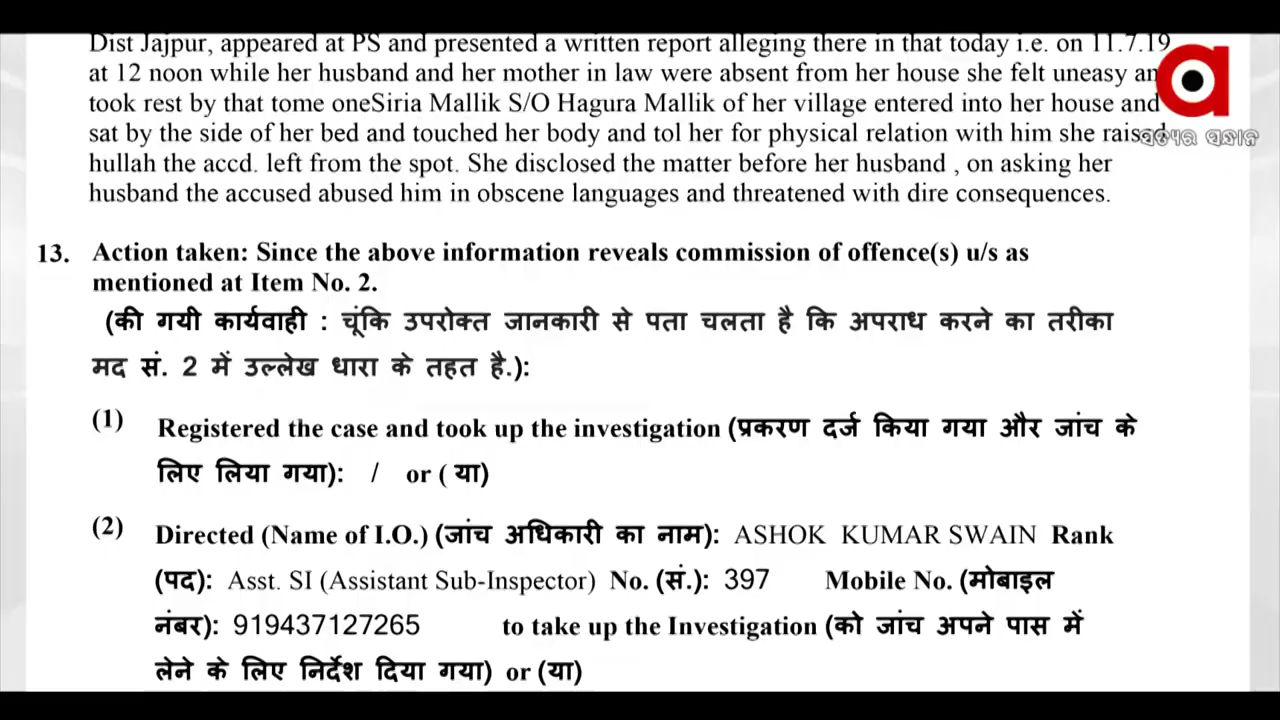 Dist Jajpur, appeared at PS and presented a written report alleging there in that today i.e. on 11.7.19
at 12 noon while her husband and her mother in law were absent from her house she felt uneasy an
took rest by that tome oneSiria Mallik S/O Hagura Mallik of her village entered into her house and
sat by the side of her bed and touched her body and tol her for physical relation with him she raised
hullah the accd. left from the spot. She disclosed the matter before her husband , on asking her
husband the accused abused him in obscene languages and threatened with dire consequences.
13. Action taken: Since the above information reveals commission of offence(s) u/s as
mentioned at Item No. 2.
(की गयी कार्यवाही : चूंकि उपरोक्त जानकारी से पता चलता है कि अपराध करने का तरीका
मद सं. 2 में उल्लेख धारा के तहत है.):
(1) Registered the case and took up the investigation (प्रकरण दर्ज किया गया और जांच के
लिए लिया गया): / or ( या)
(2) Directed (Name of I.O.) (जांच अधिकारी का नाम): ASHOK KUMAR SWAIN Rank
(पद): Asst. SI (Assistant Sub-Inspector) No. (सं.): 397 Mobile No. (मोबाइल
नंबर): 919437127265 to take up the Investigation (को जांच अपने पास में
लेने के लिए निर्देश दिया गया) or (या)